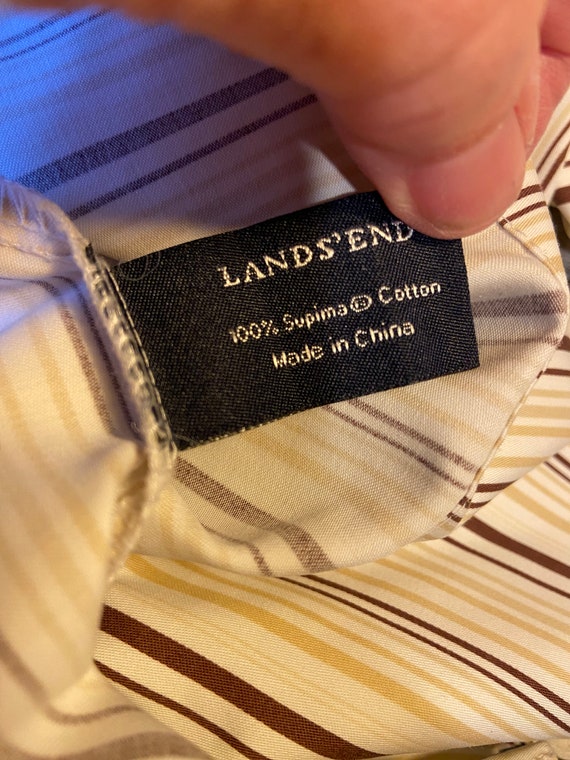 LANDS' END
100% Supima® Cotton
Made in China